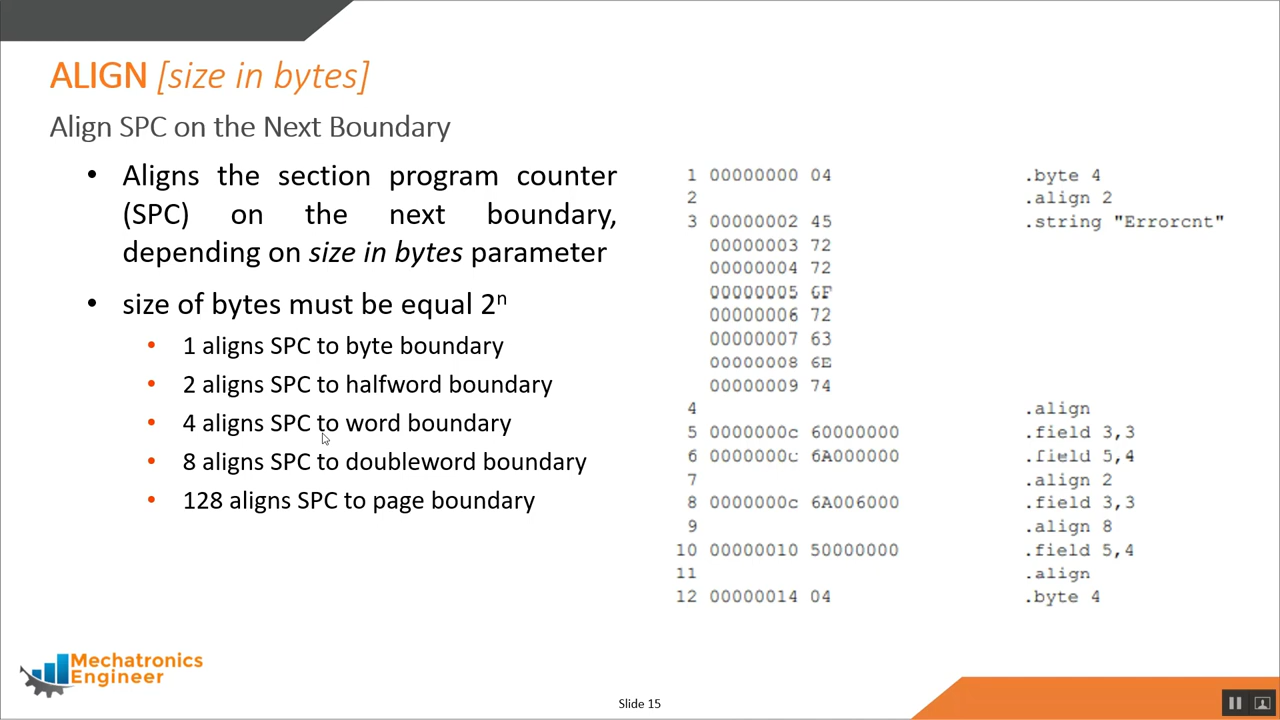 ALIGN [size in bytes]
Align SPC on the Next Boundary
• Aligns the section program counter
(SPC) on the next boundary,
depending on size in bytes parameter
• size of bytes must be equal 2ⁿ
• 1 aligns SPC to byte boundary
• 2 aligns SPC to halfword boundary
• 4 aligns SPC to word boundary
• 8 aligns SPC to doubleword boundary
• 128 aligns SPC to page boundary
1 00000000 04 .byte 4
2 .align 2
3 00000002 45 .string "Errorcnt"
00000003 72
00000004 72
00000005 6F
00000006 72
00000007 63
00000008 6E
00000009 74
4 .align
5 0000000c 60000000 .field 3,3
6 0000000c 6A000000 .field 5,4
7 .align 2
8 0000000c 6A006000 .field 3,3
9 .align 8
10 00000010 50000000 .field 5,4
11 .align
12 00000014 04 .byte 4
Mechatronics
Engineer
Slide 15